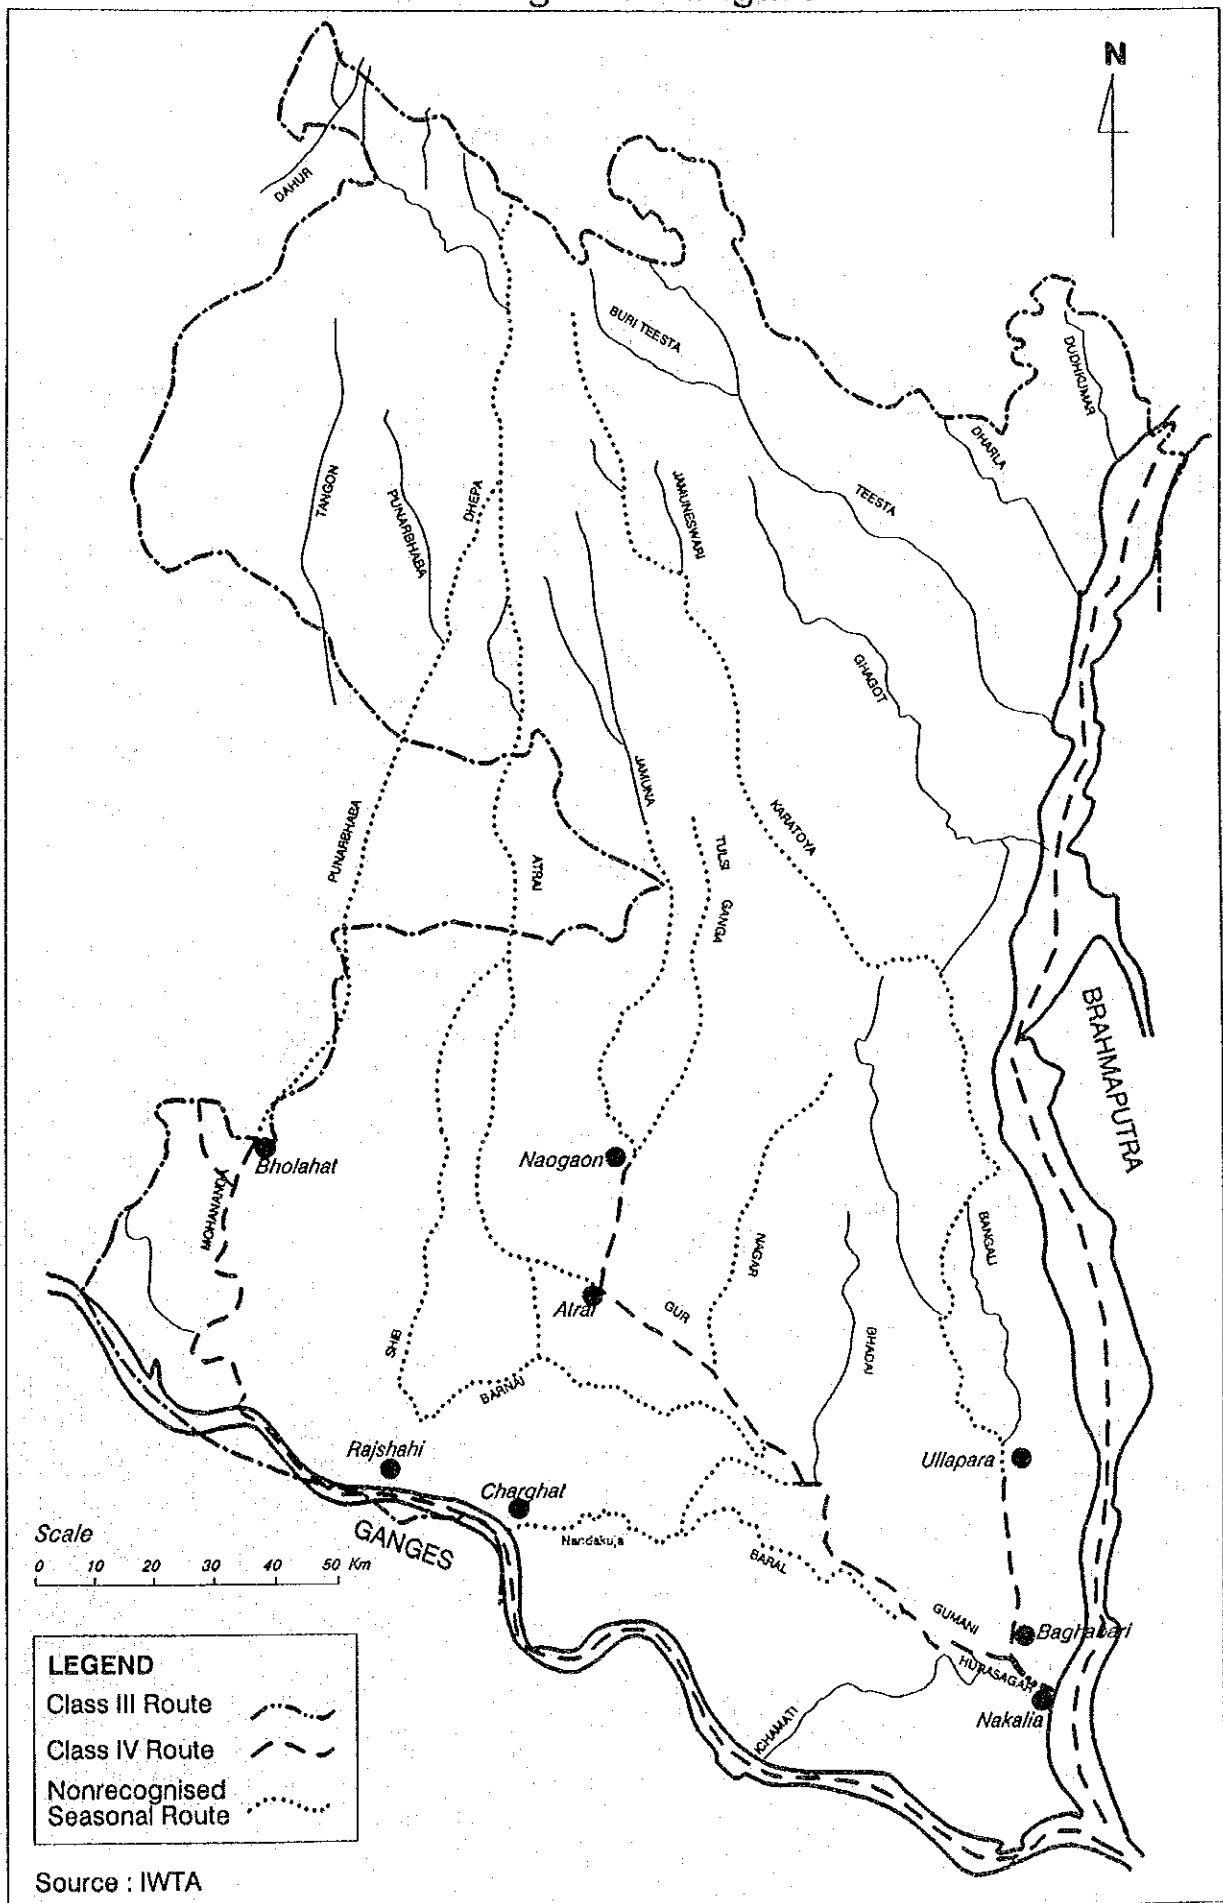 N
DAHUR
BURI TEESTA
DUDHKUMAR
DHARLA
TANGON
PUNARBHABA
DHEPA
JAMUNESWARI
TEESTA
GHAGOT
JAMUNA
PUNARBHABA
ATRAI
TULSI GANGA
KARATOYA
BRAHMAPUTRA
Bholahat
Naogaon
MOHANANDA
NAGAR
BANGALI
Atrai
GUR
SHIB
BHADAI
BARNAI
Rajshahi
Ullapara
Charghat
GANGES
Nandakuja
BARAL
Scale
0 10 20 30 40 50 Km
GUMANI
Baghabari
HURASAGAR
Nakalia
ICHAMATI
LEGEND
Class III Route
Class IV Route
Nonrecognised
Seasonal Route
Source : IWTA